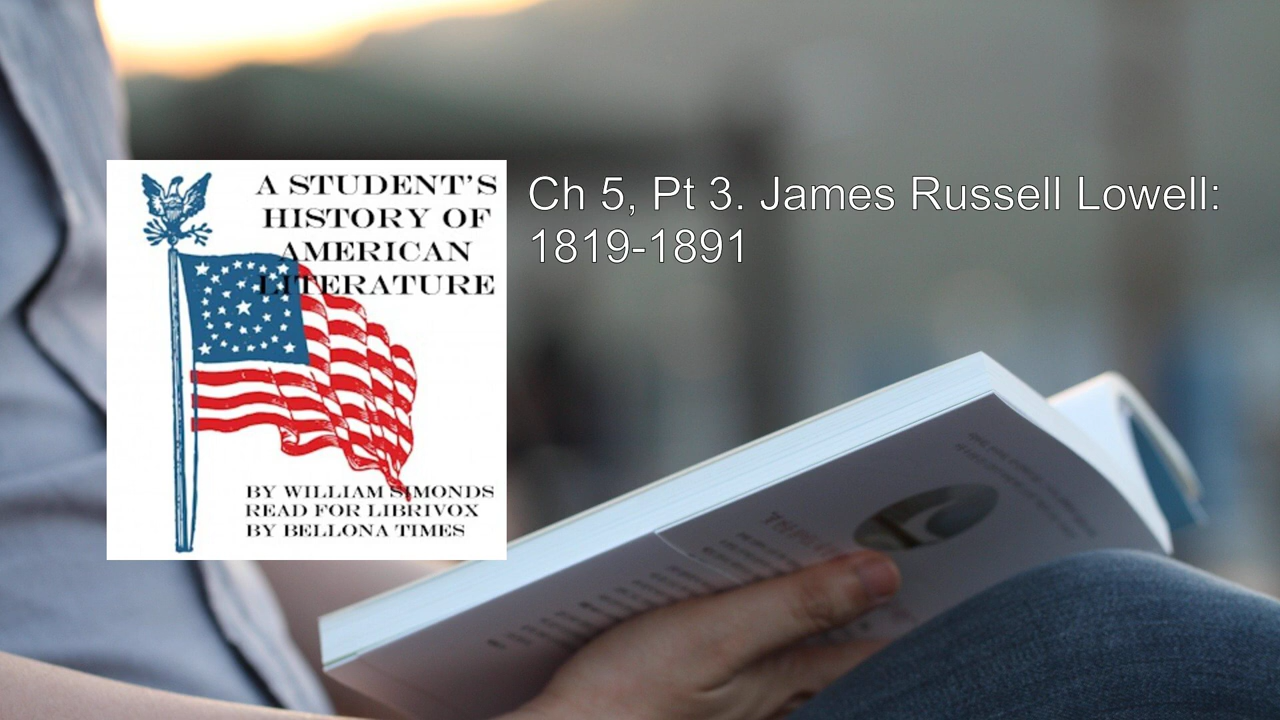 A STUDENT'S
HISTORY OF
AMERICAN
LITERATURE
BY WILLIAM SIMONDS
READ FOR LIBRIVOX
BY BELLONA TIMES
Ch 5, Pt 3. James Russell Lowell:
1819-1891